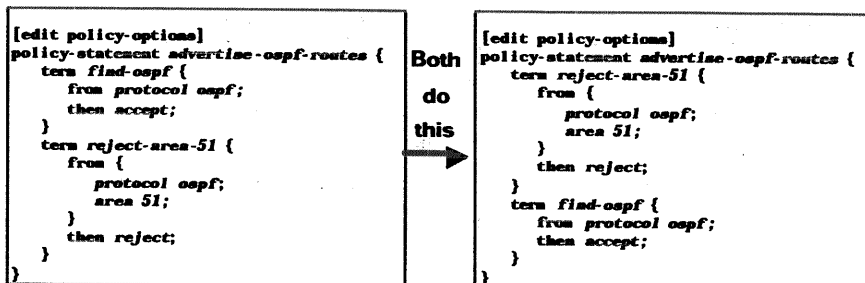 [edit policy-options]
policy-statement advertise-ospf-routes {
term find-ospf {
from protocol ospf;
then accept;
}
term reject-area-51 {
from {
protocol ospf;
area 51;
}
then reject;
}
}
Both
do
this
[edit policy-options]
policy-statement advertise-ospf-routes {
term reject-area-51 {
from {
protocol ospf;
area 51;
}
then reject;
}
term find-ospf {
from protocol ospf;
then accept;
}
}